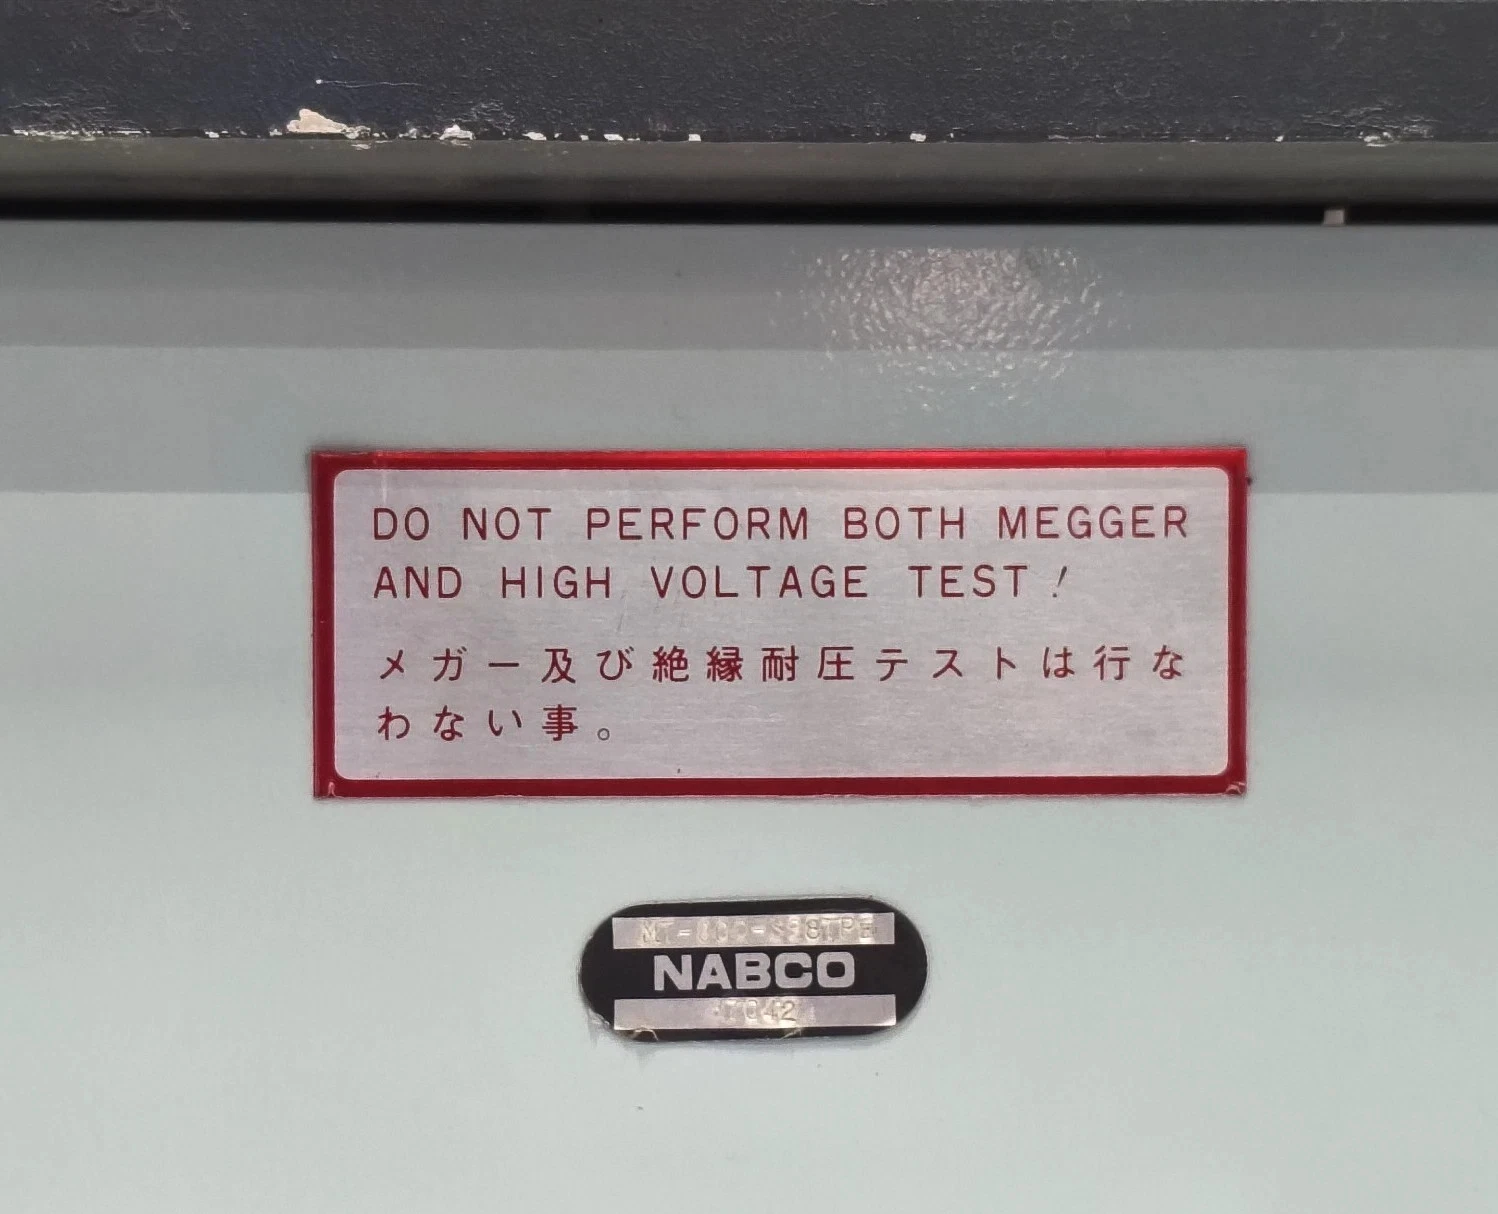 DO NOT PERFORM BOTH MEGGER
AND HIGH VOLTAGE TEST !
メガー及び絶縁耐圧テストは行な
わない事。
NABCO